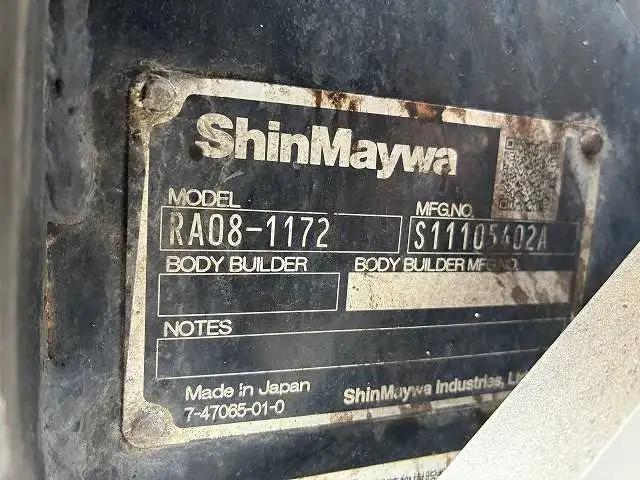 ShinMaywa
MODEL MFG.NO.
RA08-1172 S11105402A
BODY BUILDER BODY BUILDER MFG.NO.
NOTES
Made in Japan ShinMaywa Industries, Ltd.
7-47065-01-0